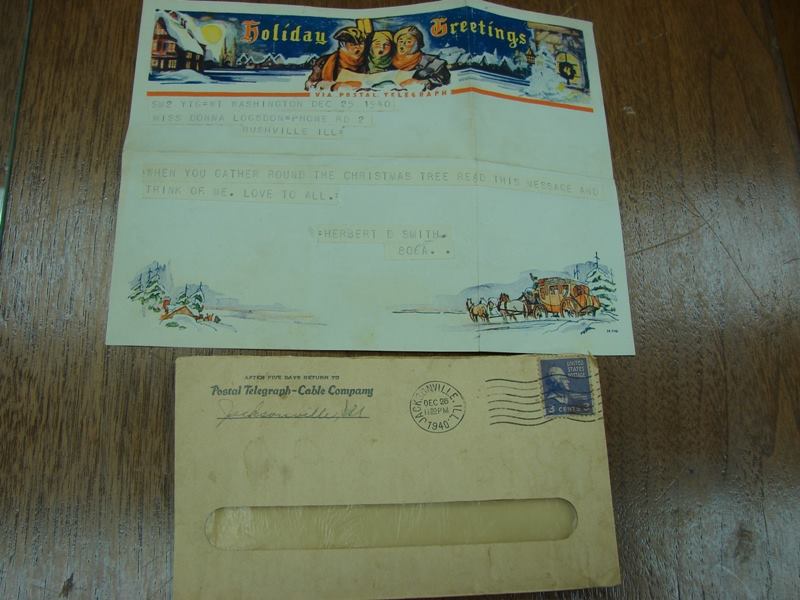 Holiday Greetings
VIA POSTAL TELEGRAPH
SW2 YTG=WI WASHINGTON DEC 25 1940
MISS DONNA LOGSDON=PHONE RD 2
RUSHVILLE ILL=
WHEN YOU GATHER ROUND THE CHRISTMAS TREE READ THIS MESSAGE AND
THINK OF ME. LOVE TO ALL.=
=HERBERT D SMITH.
806A. .
AFTER FIVE DAYS RETURN TO
Postal Telegraph-Cable Company
Jacksonville, Ill
JACKSONVILLE, ILL.
DEC 26
1940
UNITED
STATES
POSTAGE
3 CENTS 3